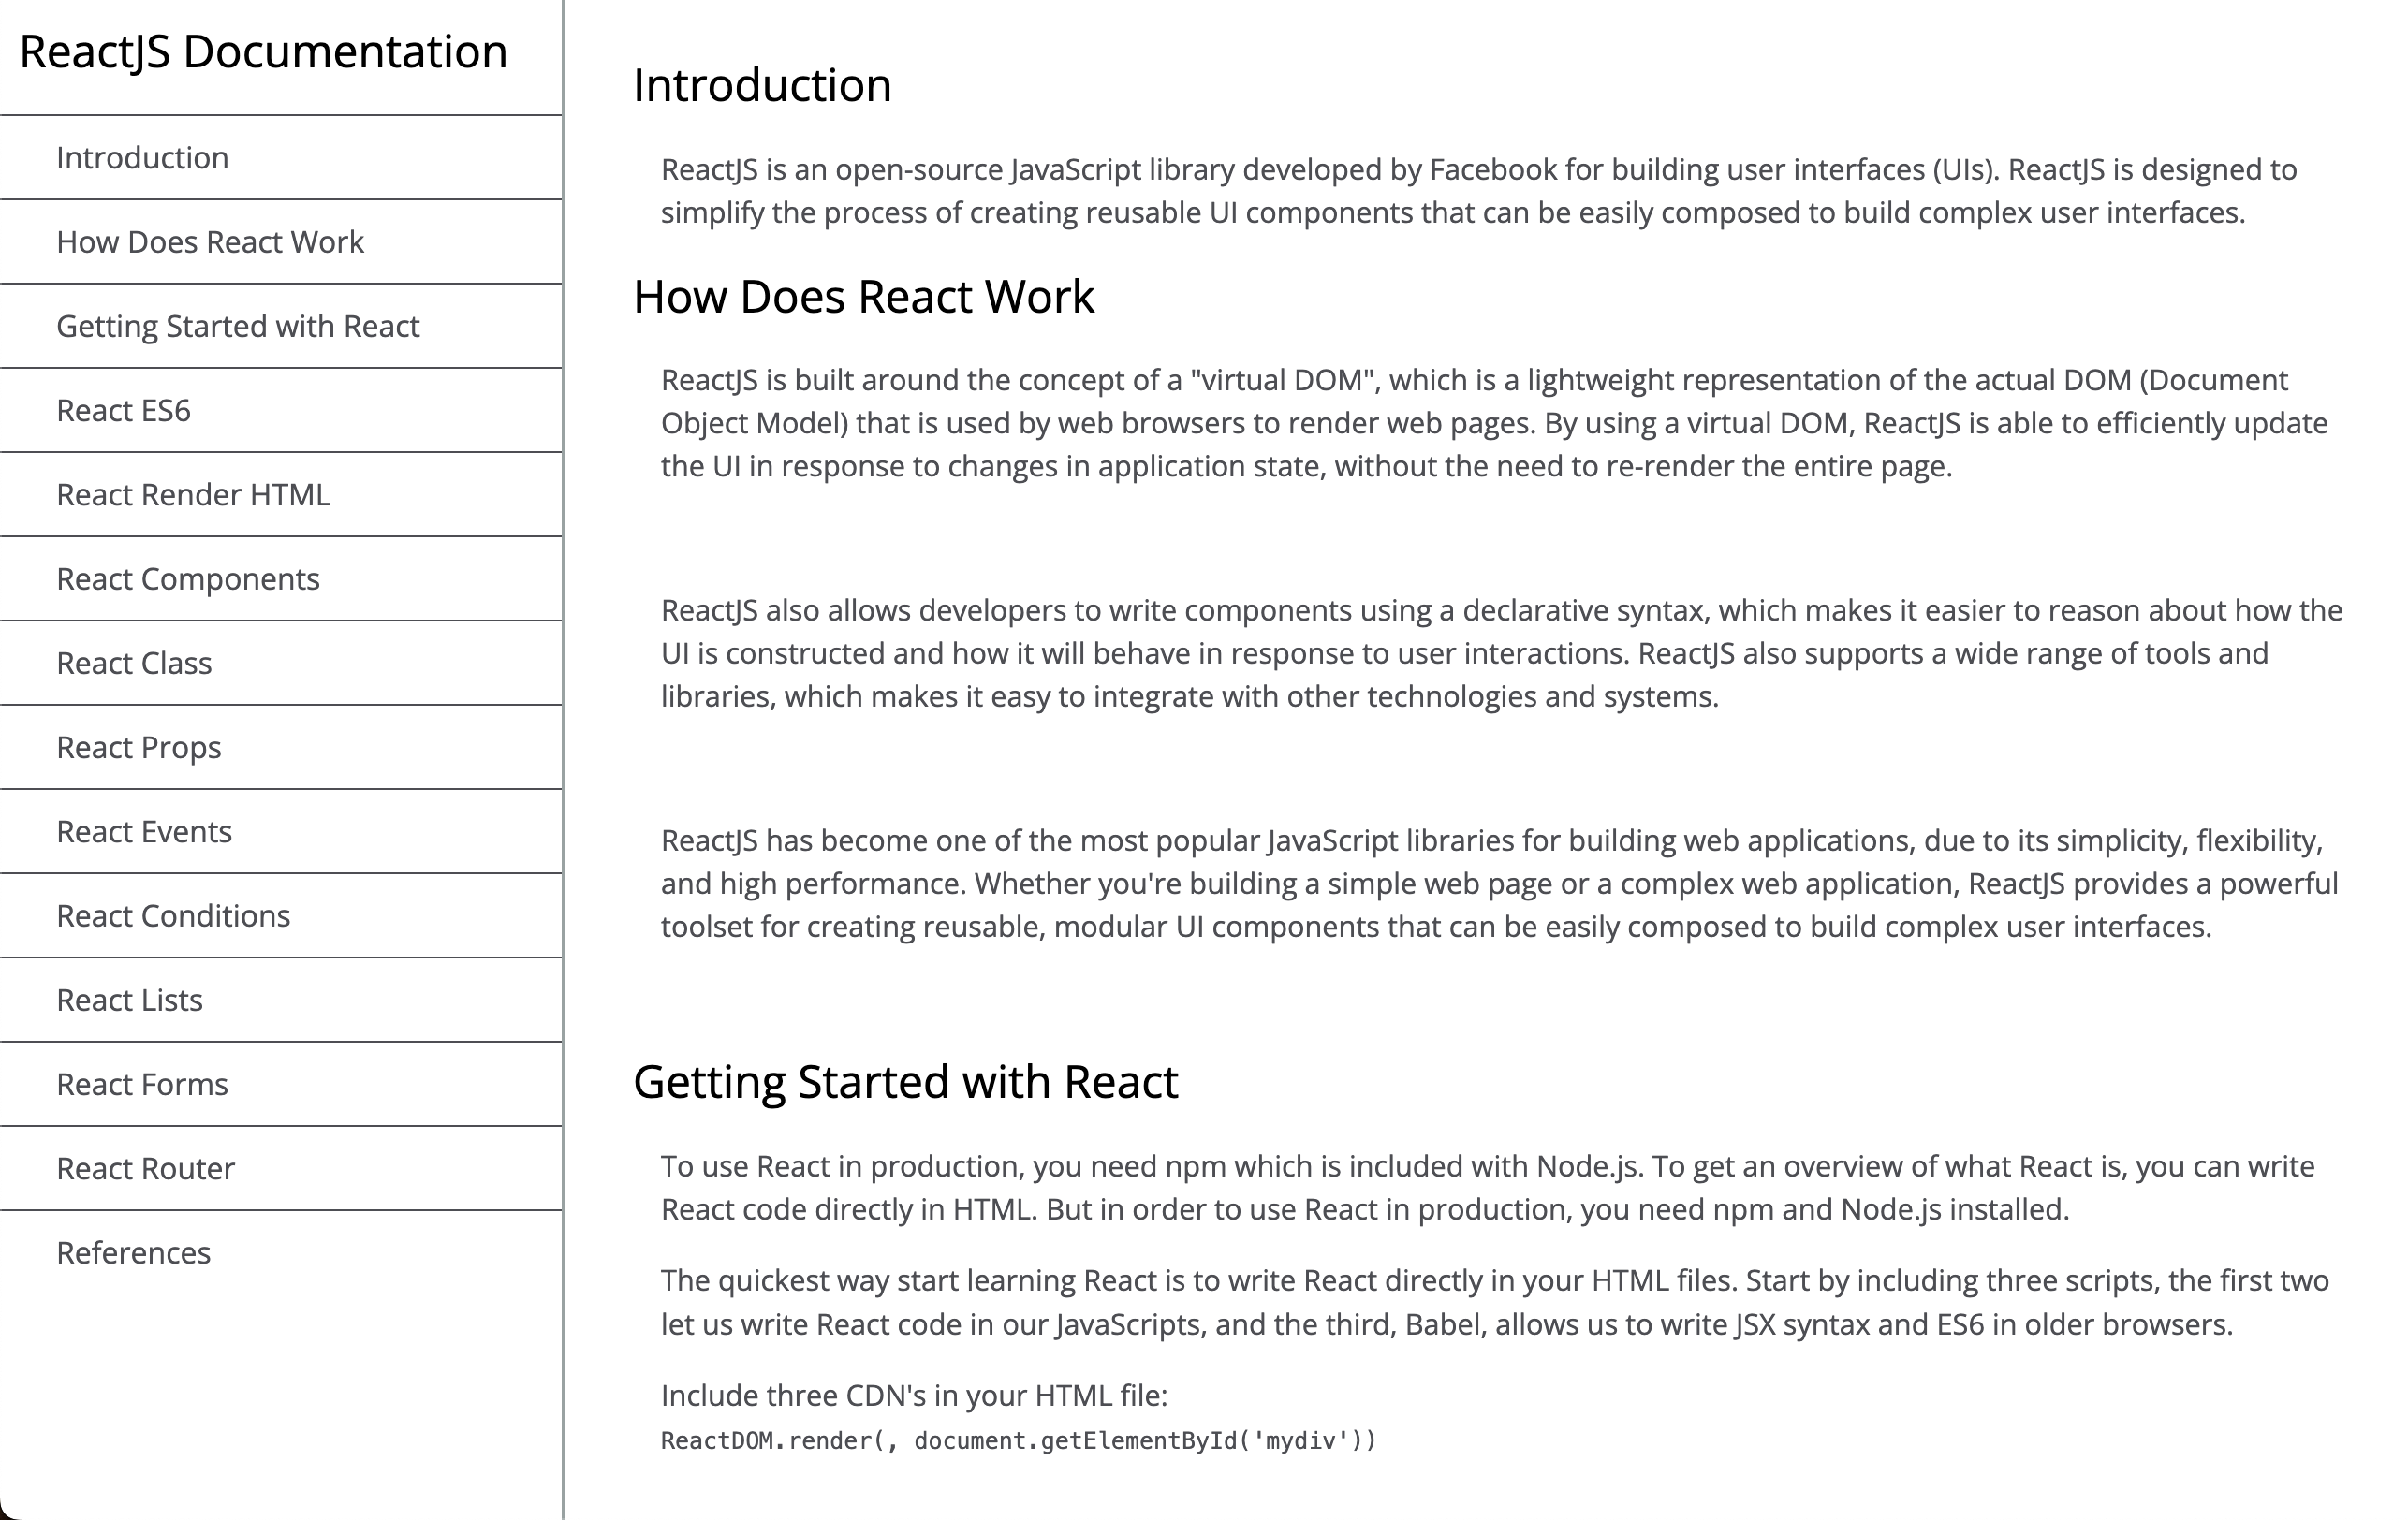 ReactJS Documentation
Introduction
How Does React Work
Getting Started with React
React ES6
React Render HTML
React Components
React Class
React Props
React Events
React Conditions
React Lists
React Forms
React Router
References
Introduction
ReactJS is an open-source JavaScript library developed by Facebook for building user interfaces (UIs). ReactJS is designed to
simplify the process of creating reusable UI components that can be easily composed to build complex user interfaces.
How Does React Work
ReactJS is built around the concept of a "virtual DOM", which is a lightweight representation of the actual DOM (Document
Object Model) that is used by web browsers to render web pages. By using a virtual DOM, ReactJS is able to efficiently update
the UI in response to changes in application state, without the need to re-render the entire page.
ReactJS also allows developers to write components using a declarative syntax, which makes it easier to reason about how the
UI is constructed and how it will behave in response to user interactions. ReactJS also supports a wide range of tools and
libraries, which makes it easy to integrate with other technologies and systems.
ReactJS has become one of the most popular JavaScript libraries for building web applications, due to its simplicity, flexibility,
and high performance. Whether you're building a simple web page or a complex web application, ReactJS provides a powerful
toolset for creating reusable, modular UI components that can be easily composed to build complex user interfaces.
Getting Started with React
To use React in production, you need npm which is included with Node.js. To get an overview of what React is, you can write
React code directly in HTML. But in order to use React in production, you need npm and Node.js installed.
The quickest way start learning React is to write React directly in your HTML files. Start by including three scripts, the first two
let us write React code in our JavaScripts, and the third, Babel, allows us to write JSX syntax and ES6 in older browsers.
Include three CDN's in your HTML file:
ReactDOM.render(, document.getElementById('mydiv'))